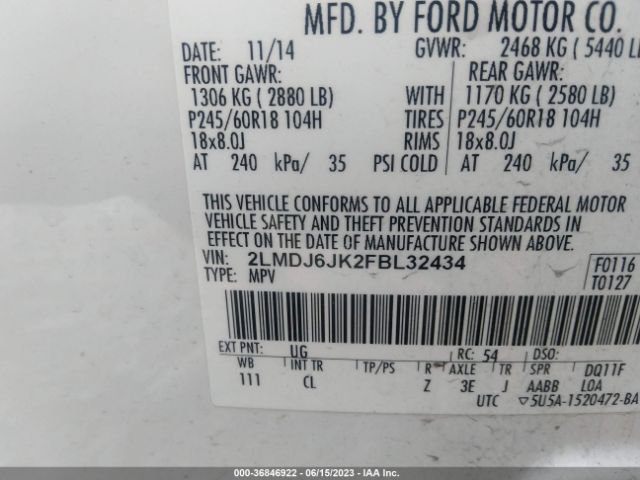 MFD. BY FORD MOTOR CO.
DATE: 11/14 GVWR: 2468 KG ( 5440 L
FRONT GAWR: REAR GAWR:
1306 KG ( 2880 LB) WITH 1170 KG ( 2580 LB)
P245/60R18 104H TIRES P245/60R18 104H
18x8.0J RIMS 18x8.0J
AT 240 kPa/ 35 PSI COLD AT 240 kPa/ 35
THIS VEHICLE CONFORMS TO ALL APPLICABLE FEDERAL MOTOR
VEHICLE SAFETY AND THEFT PREVENTION STANDARDS IN
EFFECT ON THE DATE OF MANUFACTURE SHOWN ABOVE.
VIN: 2LMDJ6JK2FBL32434 F0116
TYPE: MPV T0127
EXT PNT: UG RC: 54 DSO:
WB INT TR TP/PS R AXLE TR SPR DQ11F
111 CL Z 3E J AABB LOA
UTC ▽5U5A-1520472-BA
000-36846922 - 06/15/2023 - IAA Inc.